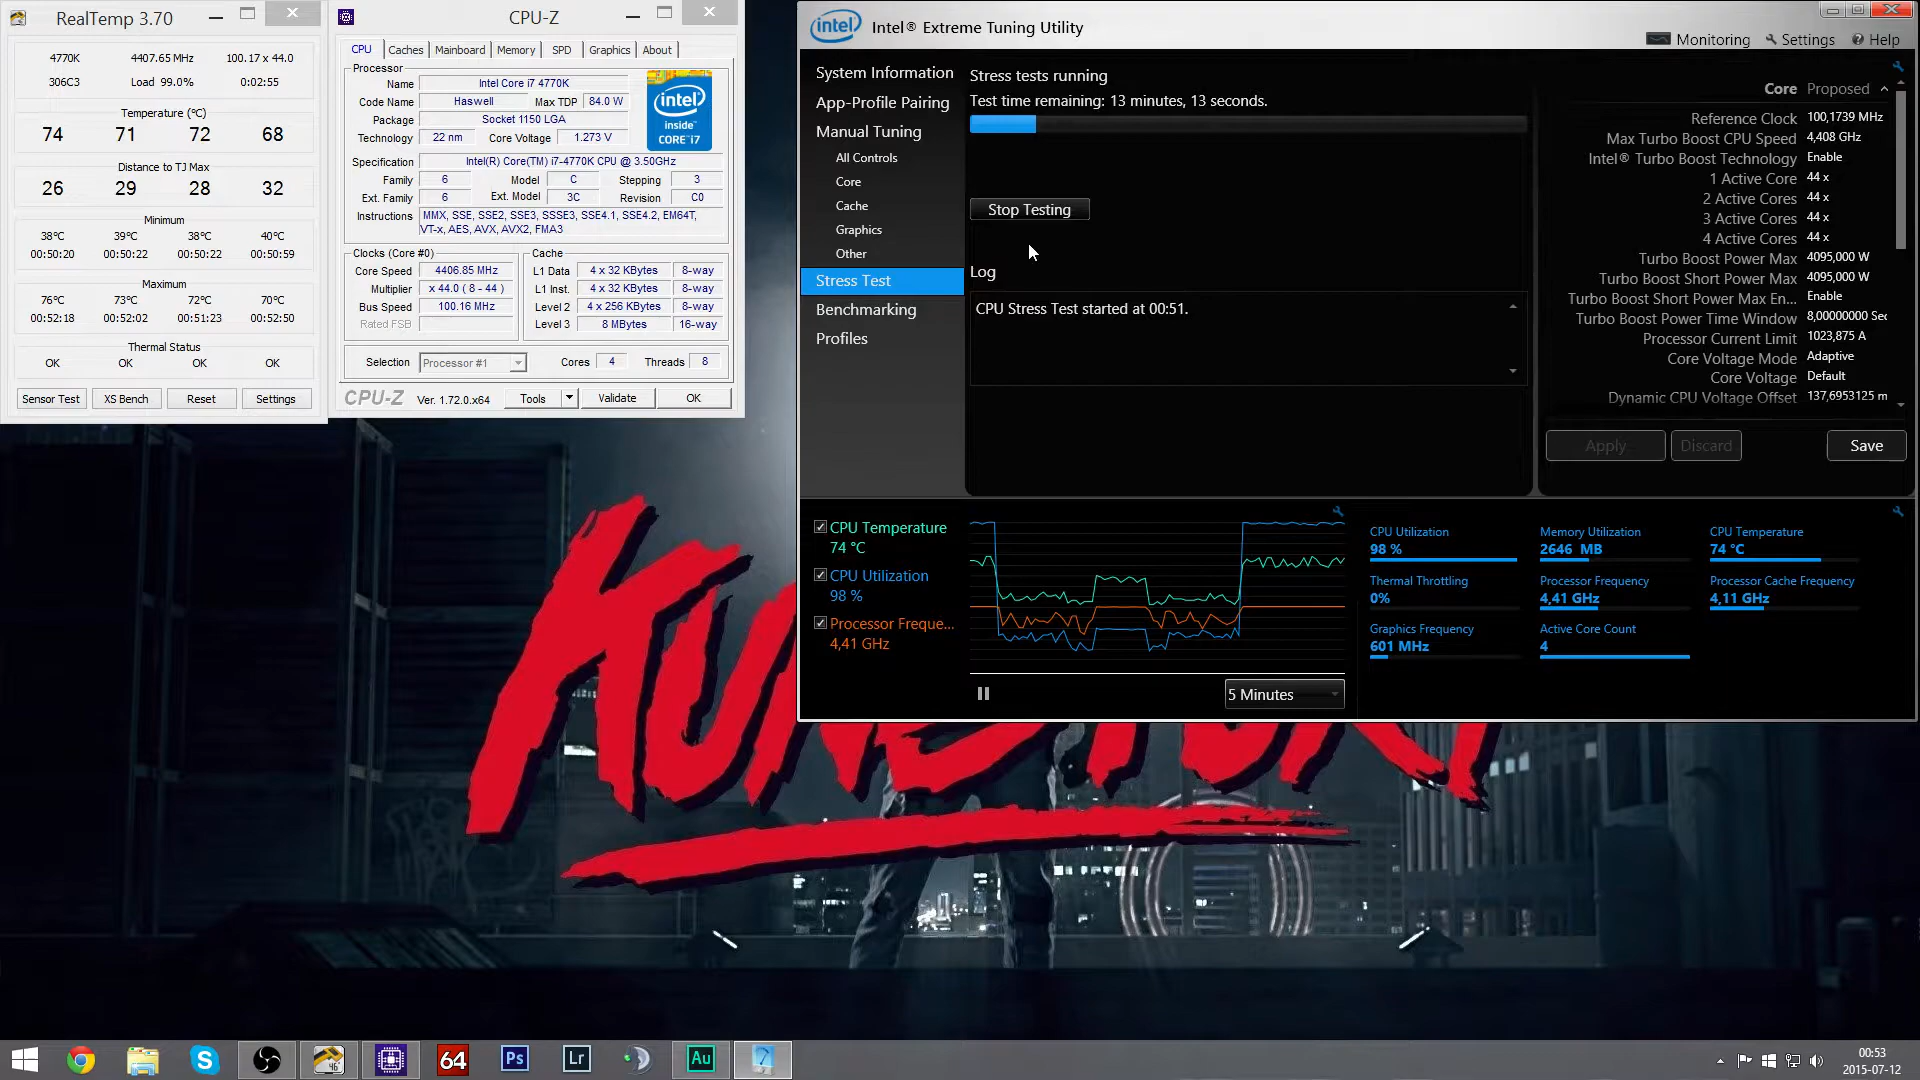 RealTemp 3.70
4770K 4407.65 MHz 100.17 x 44.0
306C3 Load 99.0% 0:02:55
Temperature (°C)
74 71 72 68
Distance to TJ Max
26 29 28 32
Minimum
38°C 39°C 38°C 40°C
00:50:20 00:50:22 00:50:22 00:50:59
Maximum
76°C 73°C 72°C 70°C
00:52:18 00:52:02 00:51:23 00:52:50
Thermal Status
OK OK OK OK
Sensor Test XS Bench Reset Settings
CPU-Z
CPU Caches Mainboard Memory SPD Graphics About
Processor
Name Intel Core i7 4770K
Code Name Haswell Max TDP 84.0 W
Package Socket 1150 LGA
Technology 22 nm Core Voltage 1.273 V
intel inside™ CORE™i7
Specification Intel(R) Core(TM) i7-4770K CPU @ 3.50GHz
Family 6 Model C Stepping 3
Ext. Family 6 Ext. Model 3C Revision C0
Instructions MMX, SSE, SSE2, SSE3, SSSE3, SSE4.1, SSE4.2, EM64T,
VT-x, AES, AVX, AVX2, FMA3
Clocks (Core #0)
Core Speed 4406.85 MHz
Multiplier x 44.0 ( 8 - 44 )
Bus Speed 100.16 MHz
Rated FSB
Cache
L1 Data 4 x 32 KBytes 8-way
L1 Inst. 4 x 32 KBytes 8-way
Level 2 4 x 256 KBytes 8-way
Level 3 8 MBytes 16-way
Selection Processor #1 Cores 4 Threads 8
CPU-Z Ver. 1.72.0.x64 Tools Validate OK
intel Intel® Extreme Tuning Utility
Monitoring Settings Help
System Information
App-Profile Pairing
Manual Tuning
All Controls
Core
Cache
Graphics
Other
Stress Test
Benchmarking
Profiles
Stress tests running
Test time remaining: 13 minutes, 13 seconds.
Stop Testing
Log
CPU Stress Test started at 00:51.
Core Proposed
Reference Clock 100,1739 MHz
Max Turbo Boost CPU Speed 4,408 GHz
Intel® Turbo Boost Technology Enable
1 Active Core 44 x
2 Active Cores 44 x
3 Active Cores 44 x
4 Active Cores 44 x
Turbo Boost Power Max 4095,000 W
Turbo Boost Short Power Max 4095,000 W
Turbo Boost Short Power Max En... Enable
Turbo Boost Power Time Window 8,00000000 Sec
Processor Current Limit 1023,875 A
Core Voltage Mode Adaptive
Core Voltage Default
Dynamic CPU Voltage Offset 137,6953125 m
Apply Discard Save
CPU Temperature
74 °C
CPU Utilization
98 %
Processor Freque...
4,41 GHz
5 Minutes
CPU Utilization Memory Utilization CPU Temperature
98 % 2646 MB 74 °C
Thermal Throttling Processor Frequency Processor Cache Frequency
0% 4,41 GHz 4,11 GHz
Graphics Frequency Active Core Count
601 MHz 4
46°
64
Ps
Lr
Au
00:53
2015-07-12